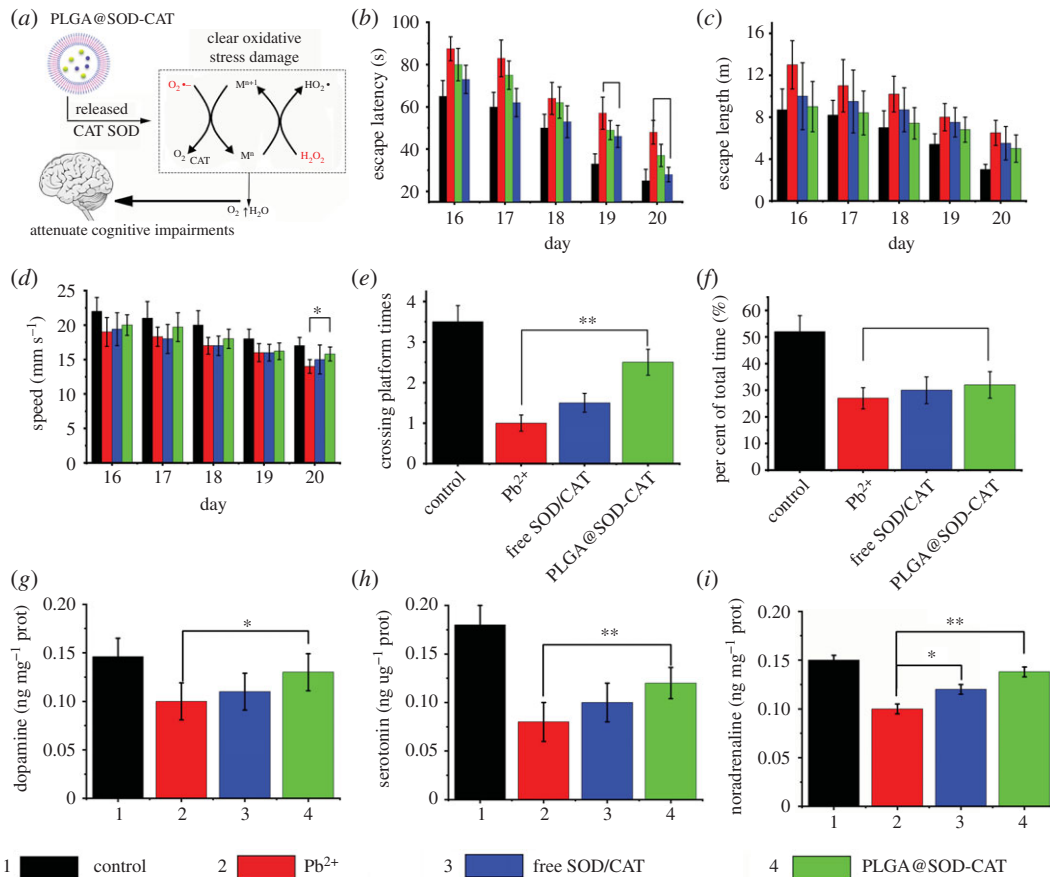 (a) PLGA@SOD-CAT
released
CAT SOD
clear oxidative
stress damage
O₂•− Mⁿ⁺¹ HO₂•
O₂ CAT Mⁿ H₂O₂
O₂ ↑H₂O
attenuate cognitive impairments
(b)
escape latency (s)
100
80
60
40
20
16 17 18 19 20
day
(c)
escape length (m)
16
12
8
4
0
16 17 18 19 20
day
(d)
speed (mm s⁻¹)
25
20
15
10
5
0
*
16 17 18 19 20
day
(e)
crossing platform times
4
3
2
1
0
**
control
Pb²⁺
free SOD/CAT
PLGA@SOD-CAT
(f)
per cent of total time (%)
60
50
40
30
20
10
0
control
Pb²⁺
free SOD/CAT
PLGA@SOD-CAT
(g)
dopamine (ng mg⁻¹ prot)
0.20
0.15
0.10
0.05
0
*
1 2 3 4
(h)
serotonin (ng ug⁻¹ prot)
0.20
0.15
0.10
0.05
0
**
1 2 3 4
(i)
noradrenaline (ng mg⁻¹ prot)
0.20
0.15
0.10
0.05
0
**
*
1 2 3 4
1 control 2 Pb²⁺ 3 free SOD/CAT 4 PLGA@SOD-CAT